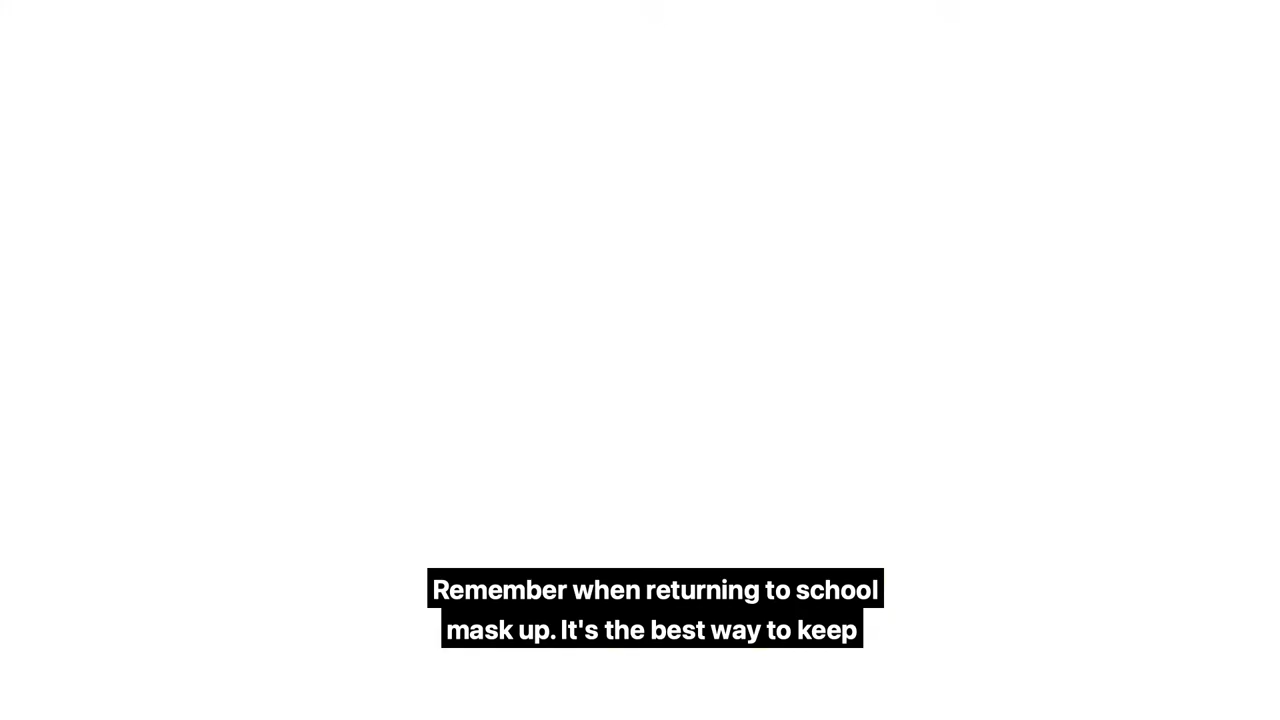 Remember when returning to school
mask up. It's the best way to keep